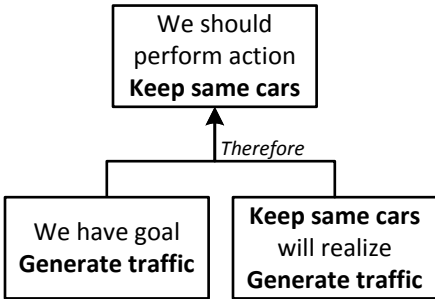 We should
perform action
Keep same cars
Therefore
We have goal
Generate traffic
Keep same cars
will realize
Generate traffic